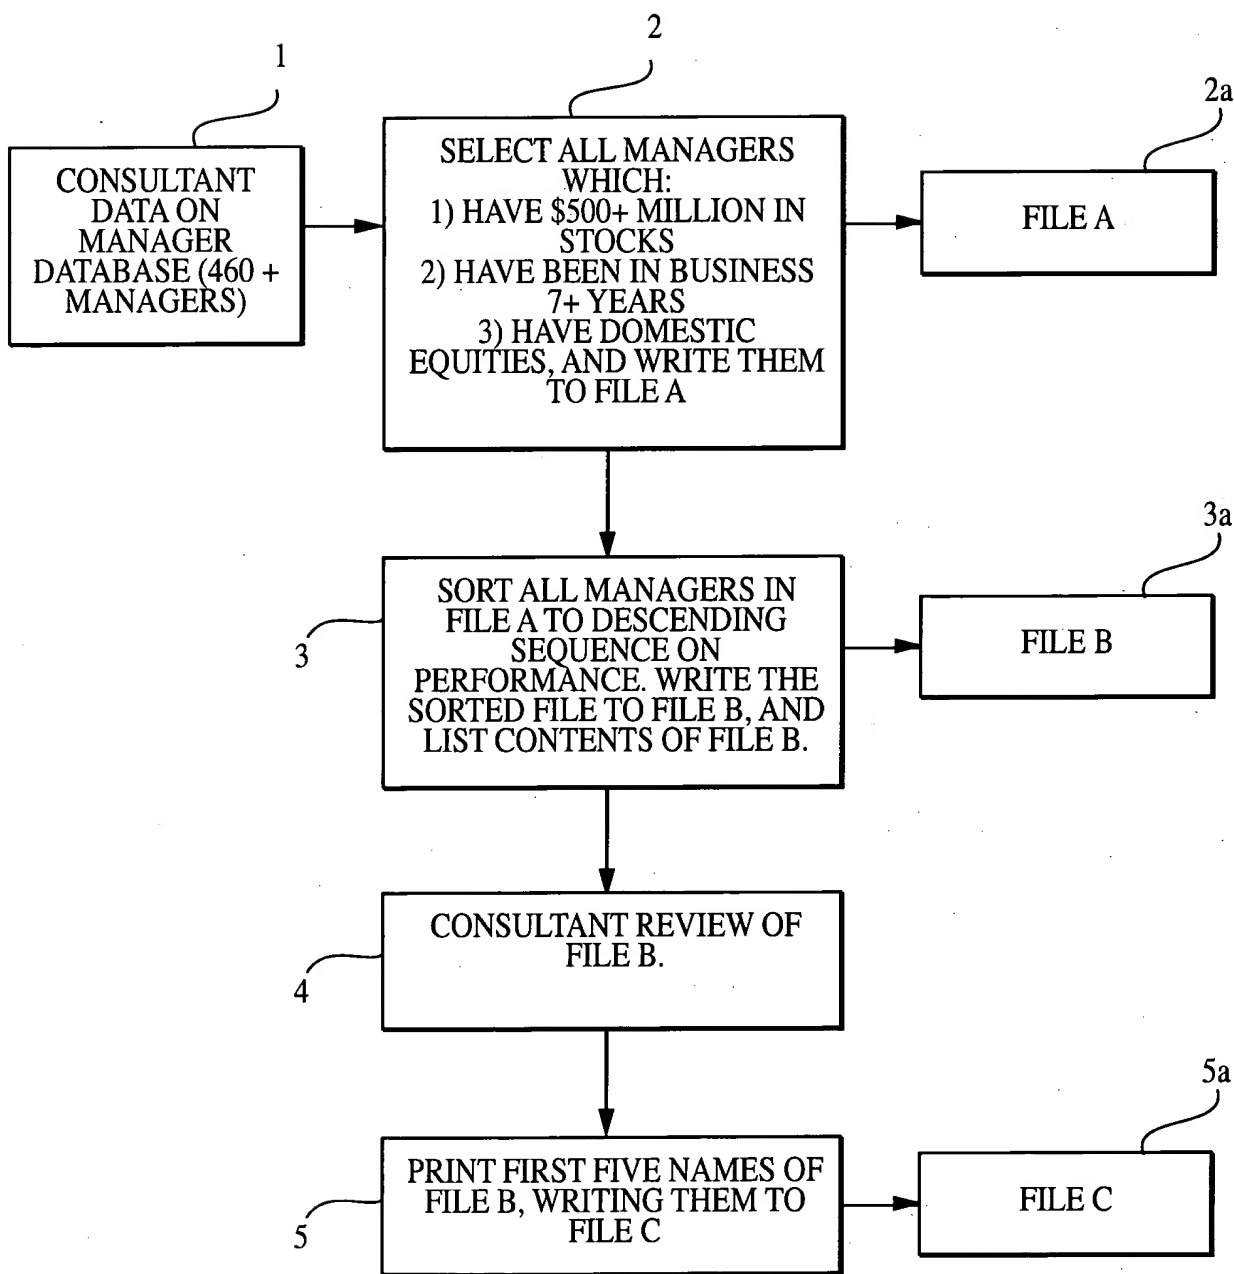 1
2
2a
CONSULTANT
DATA ON
MANAGER
DATABASE (460 +
MANAGERS)
SELECT ALL MANAGERS
WHICH:
1) HAVE $500+ MILLION IN
STOCKS
2) HAVE BEEN IN BUSINESS
7+ YEARS
3) HAVE DOMESTIC
EQUITIES, AND WRITE THEM
TO FILE A
FILE A
3
SORT ALL MANAGERS IN
FILE A TO DESCENDING
SEQUENCE ON
PERFORMANCE. WRITE THE
SORTED FILE TO FILE B, AND
LIST CONTENTS OF FILE B.
3a
FILE B
4
CONSULTANT REVIEW OF
FILE B.
5
PRINT FIRST FIVE NAMES OF
FILE B, WRITING THEM TO
FILE C
5a
FILE C